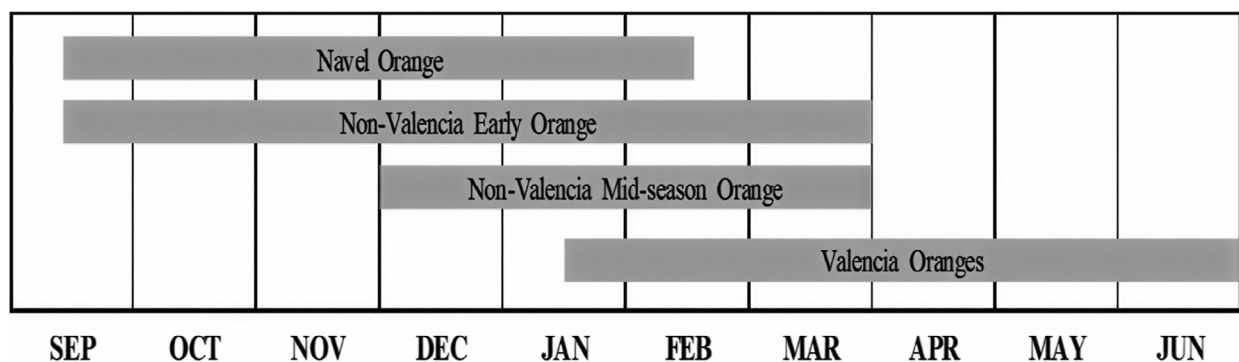 Navel Orange
Non-Valencia Early Orange
Non-Valencia Mid-season Orange
Valencia Oranges
SEP OCT NOV DEC JAN FEB MAR APR MAY JUN